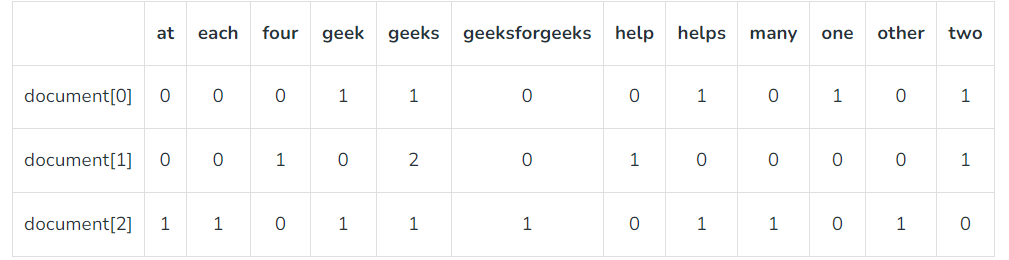 at each four geek geeks geeksforgeeks help helps many one other two
document[0] 0 0 0 1 1 0 0 1 0 1 0 1
document[1] 0 0 1 0 2 0 1 0 0 0 0 1
document[2] 1 1 0 1 1 1 0 1 1 0 1 0